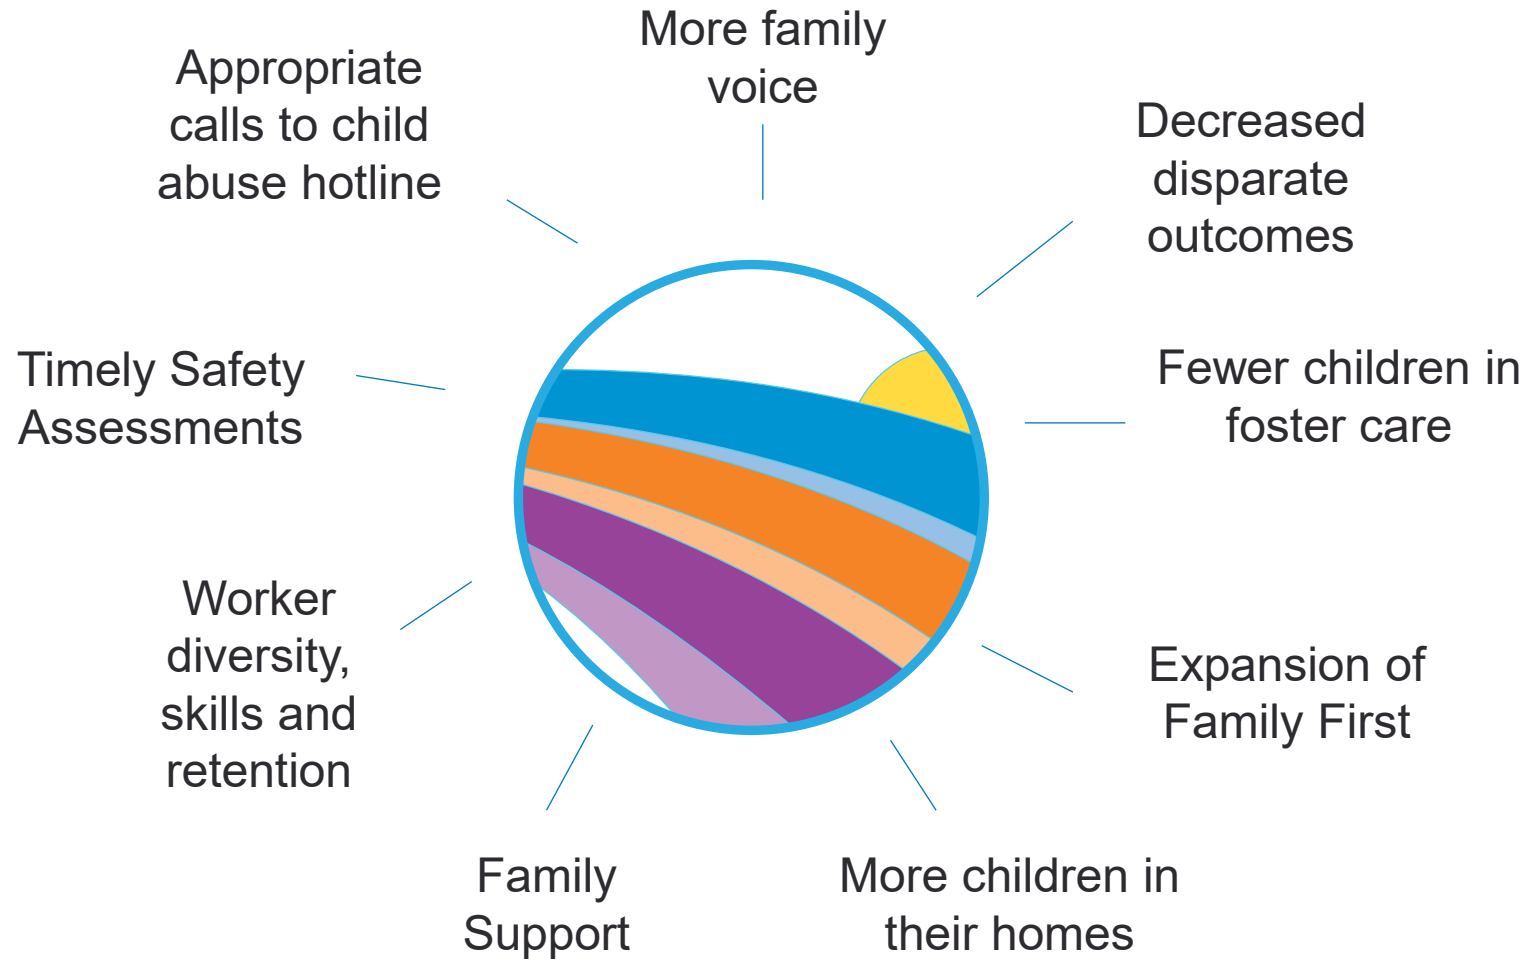 More family
voice
Decreased
disparate
outcomes
Fewer children in
foster care
Expansion of
Family First
More children in
their homes
Family
Support
Worker
diversity,
skills and
retention
Timely Safety
Assessments
Appropriate
calls to child
abuse hotline